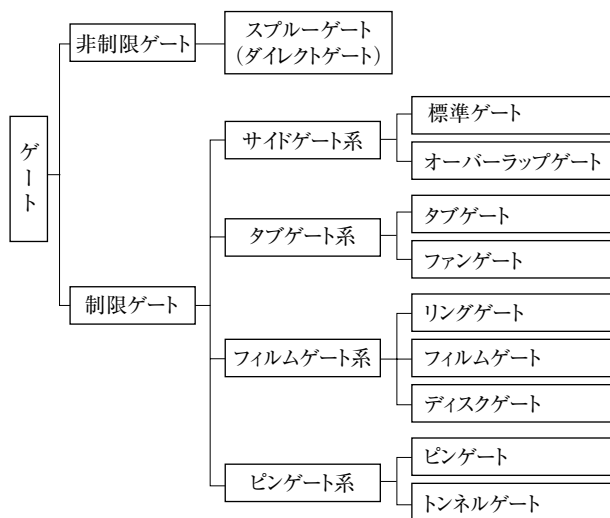 ゲート
非制限ゲート
スプルーゲート
(ダイレクトゲート)
制限ゲート
サイドゲート系
標準ゲート
オーバーラップゲート
タブゲート系
タブゲート
ファンゲート
フィルムゲート系
リングゲート
フィルムゲート
ディスクゲート
ピンゲート系
ピンゲート
トンネルゲート